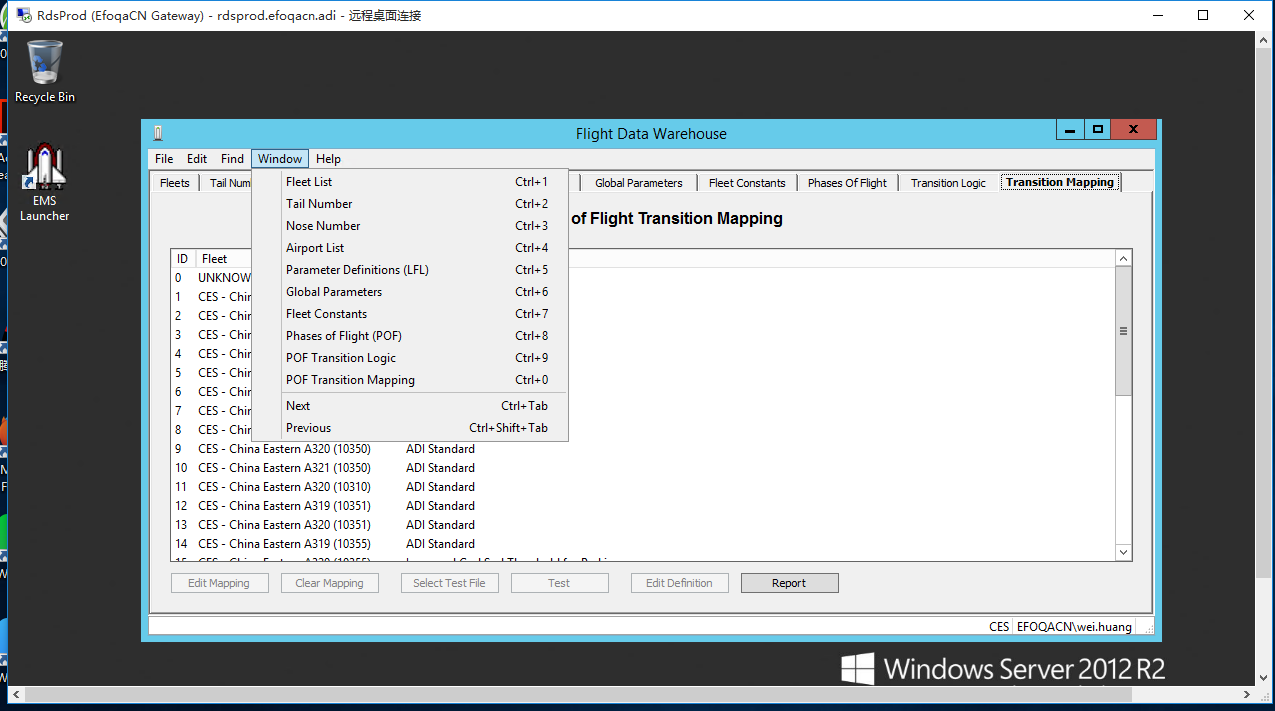 RdsProd (EfoqaCN Gateway) - rdsprod.efoqacn.adi - 远程桌面连接
Recycle Bin
EMS
Launcher
Flight Data Warehouse
File Edit Find Window Help
Fleets Tail Num Global Parameters Fleet Constants Phases Of Flight Transition Logic Transition Mapping
of Flight Transition Mapping
Fleet List Ctrl+1
Tail Number Ctrl+2
Nose Number Ctrl+3
Airport List Ctrl+4
Parameter Definitions (LFL) Ctrl+5
Global Parameters Ctrl+6
Fleet Constants Ctrl+7
Phases of Flight (POF) Ctrl+8
POF Transition Logic Ctrl+9
POF Transition Mapping Ctrl+0
Next Ctrl+Tab
Previous Ctrl+Shift+Tab
ID Fleet
0 UNKNOW
1 CES - Chin
2 CES - Chin
3 CES - Chin
4 CES - Chin
5 CES - Chin
6 CES - Chin
7 CES - Chin
8 CES - Chin
9 CES - China Eastern A320 (10350) ADI Standard
10 CES - China Eastern A321 (10350) ADI Standard
11 CES - China Eastern A320 (10310) ADI Standard
12 CES - China Eastern A319 (10351) ADI Standard
13 CES - China Eastern A320 (10351) ADI Standard
14 CES - China Eastern A319 (10355) ADI Standard
Edit Mapping Clear Mapping Select Test File Test Edit Definition Report
CES EFOQACN\wei.huang
Windows Server 2012 R2